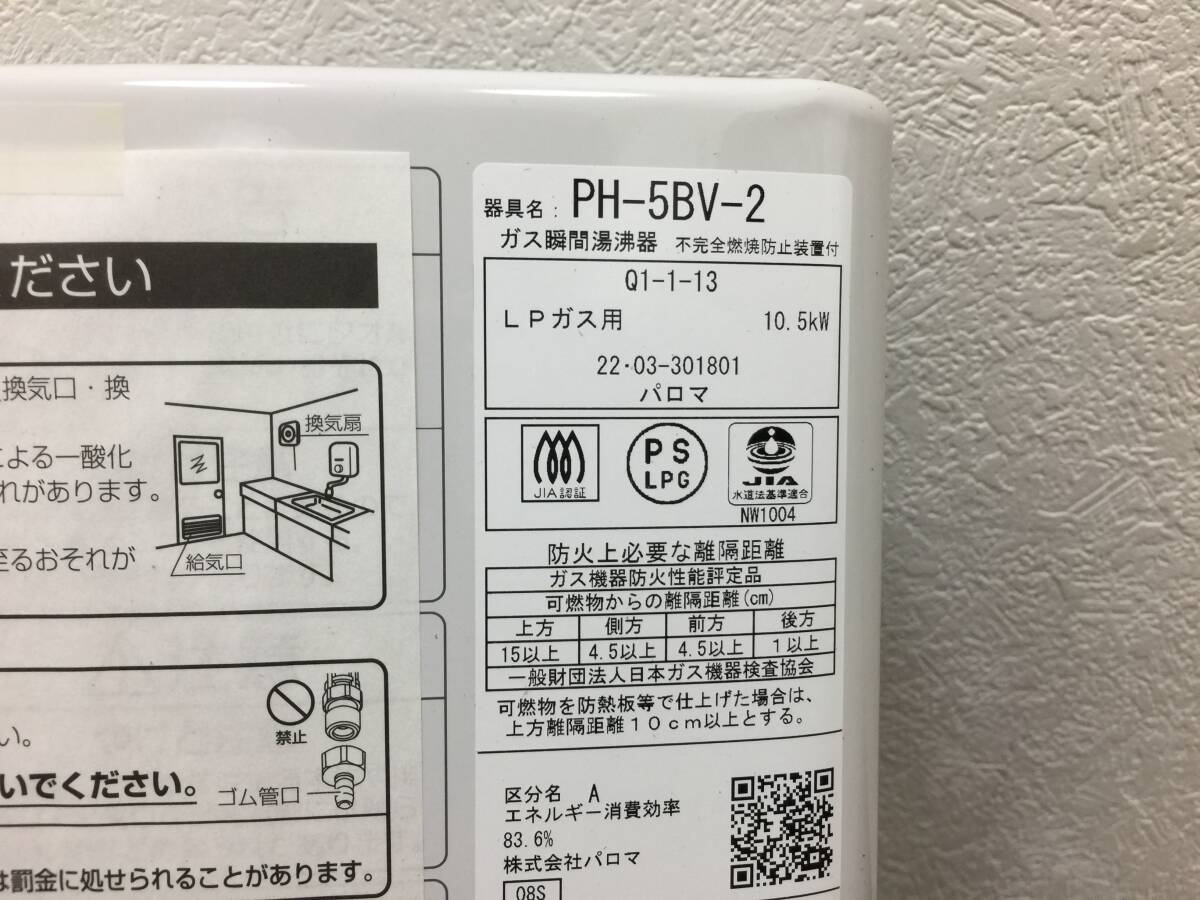 ください
換気口・換
換気扇
による一酸化
れがあります。
至るおそれが
給気口
い。
禁止
いでください。
ゴム管口
は罰金に処せられることがあります。
器具名: PH-5BV-2
ガス瞬間湯沸器 不完全燃焼防止装置付
Q1-1-13
LPガス用 10.5kW
22・03-301801
パロマ
JIA認証
PS
LPG
JIA
水道法基準適合
NW1004
防火上必要な離隔距離
ガス機器防火性能評定品
可燃物からの離隔距離(cm)
上方 側方 前方 後方
15以上 4.5以上 4.5以上 1以上
一般財団法人日本ガス機器検査協会
可燃物を防熱板等で仕上げた場合は、
上方離隔距離10cm以上とする。
区分名 A
エネルギー消費効率
83.6%
株式会社パロマ
08S